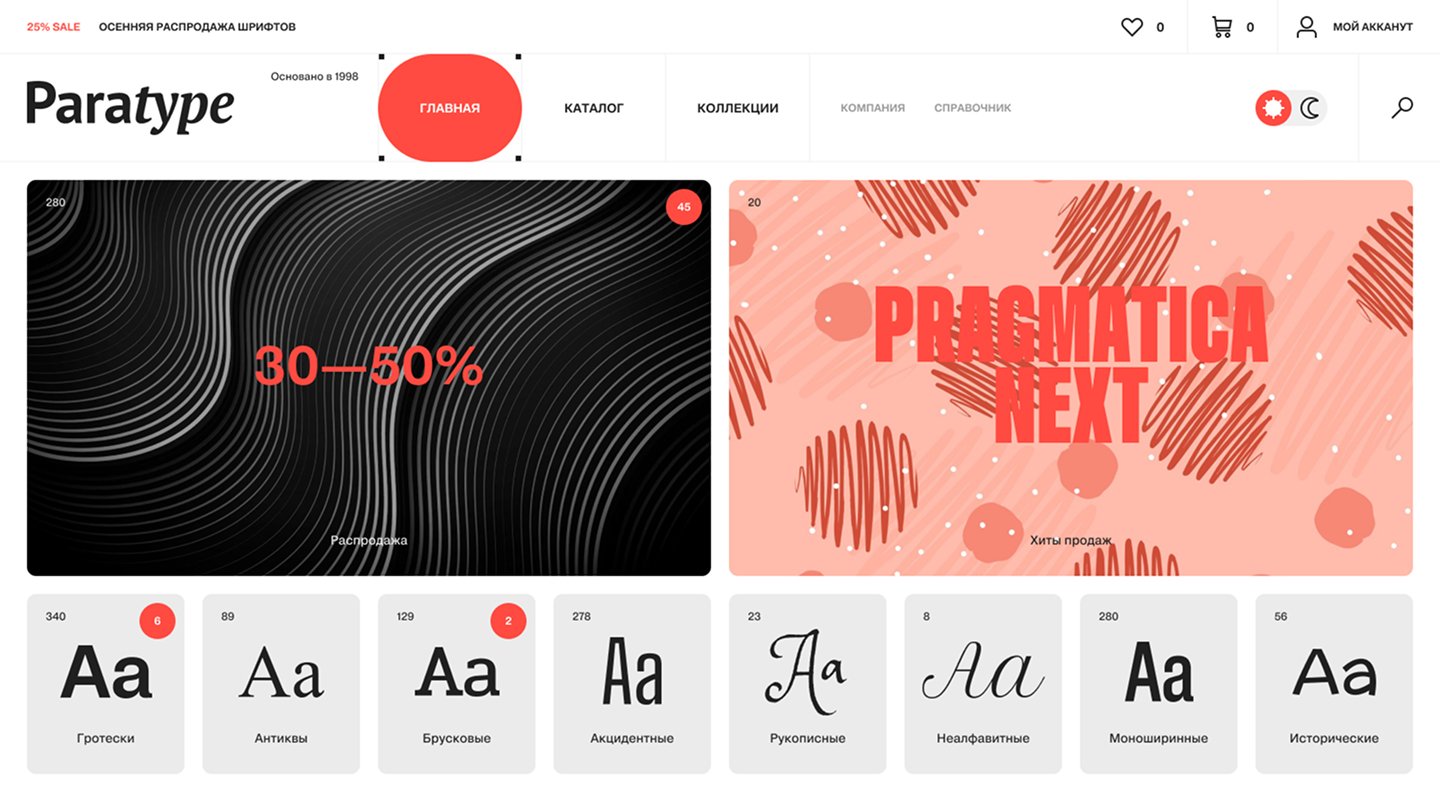 25% SALE ОСЕННЯЯ РАСПРОДАЖА ШРИФТОВ 0 0 МОЙ АККАНУТ
Paratype Основано в 1998 ГЛАВНАЯ КАТАЛОГ КОЛЛЕКЦИИ КОМПАНИЯ СПРАВОЧНИК
280 45
30—50%
Распродажа
20
PRAGMATICA
NEXT
Хиты продаж
340 6
Aa
Гротески
89
Aa
Антиквы
129 2
Aa
Брусковые
278
Aa
Акцидентные
23
Aa
Рукописные
8
Aa
Неалфавитные
280
Aa
Моноширинные
56
Aa
Исторические